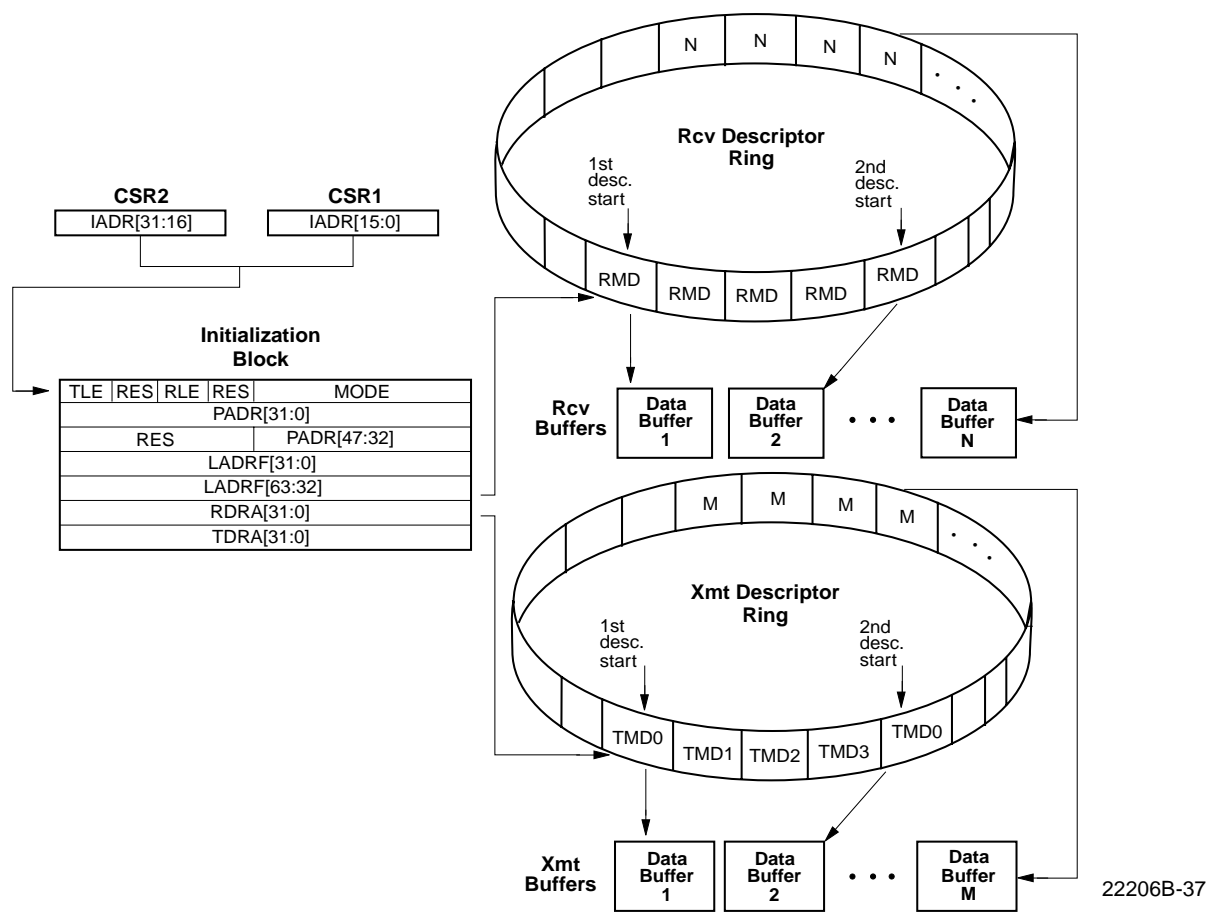 N N N N
• • •
Rcv Descriptor
Ring
1st
desc.
start
2nd
desc.
start
RMD RMD RMD RMD RMD
CSR2 CSR1
IADR[31:16] IADR[15:0]
Initialization
Block
TLE RES RLE RES MODE
PADR[31:0]
RES PADR[47:32]
LADRF[31:0]
LADRF[63:32]
RDRA[31:0]
TDRA[31:0]
Rcv
Buffers
Data
Buffer
1
Data
Buffer
2
• • •
Data
Buffer
N
M M M M
• • •
Xmt Descriptor
Ring
1st
desc.
start
2nd
desc.
start
TMD0 TMD1 TMD2 TMD3 TMD0
Xmt
Buffers
Data
Buffer
1
Data
Buffer
2
• • •
Data
Buffer
M
22206B-37